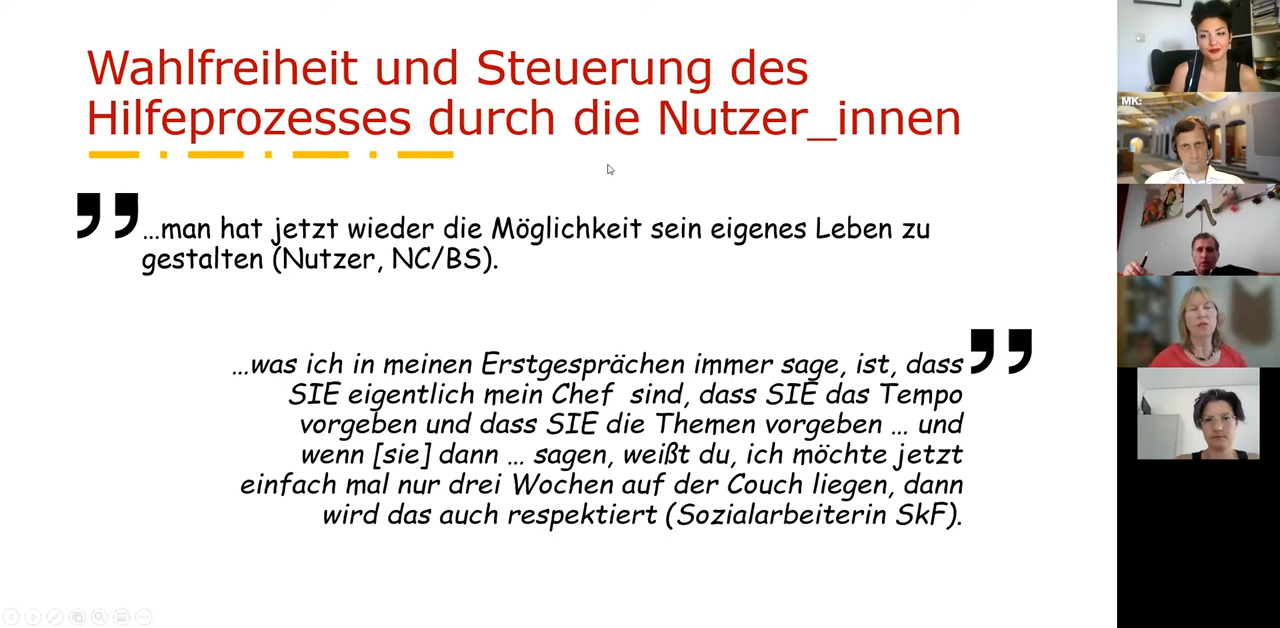 Wahlfreiheit und Steuerung des
Hilfeprozesses durch die Nutzer_innen
…man hat jetzt wieder die Möglichkeit sein eigenes Leben zu
gestalten (Nutzer, NC/BS).
…was ich in meinen Erstgesprächen immer sage, ist, dass
SIE eigentlich mein Chef sind, dass SIE das Tempo
vorgeben und dass SIE die Themen vorgeben … und
wenn [sie] dann … sagen, weißt du, ich möchte jetzt
einfach mal nur drei Wochen auf der Couch liegen, dann
wird das auch respektiert (Sozialarbeiterin SkF).
MK: